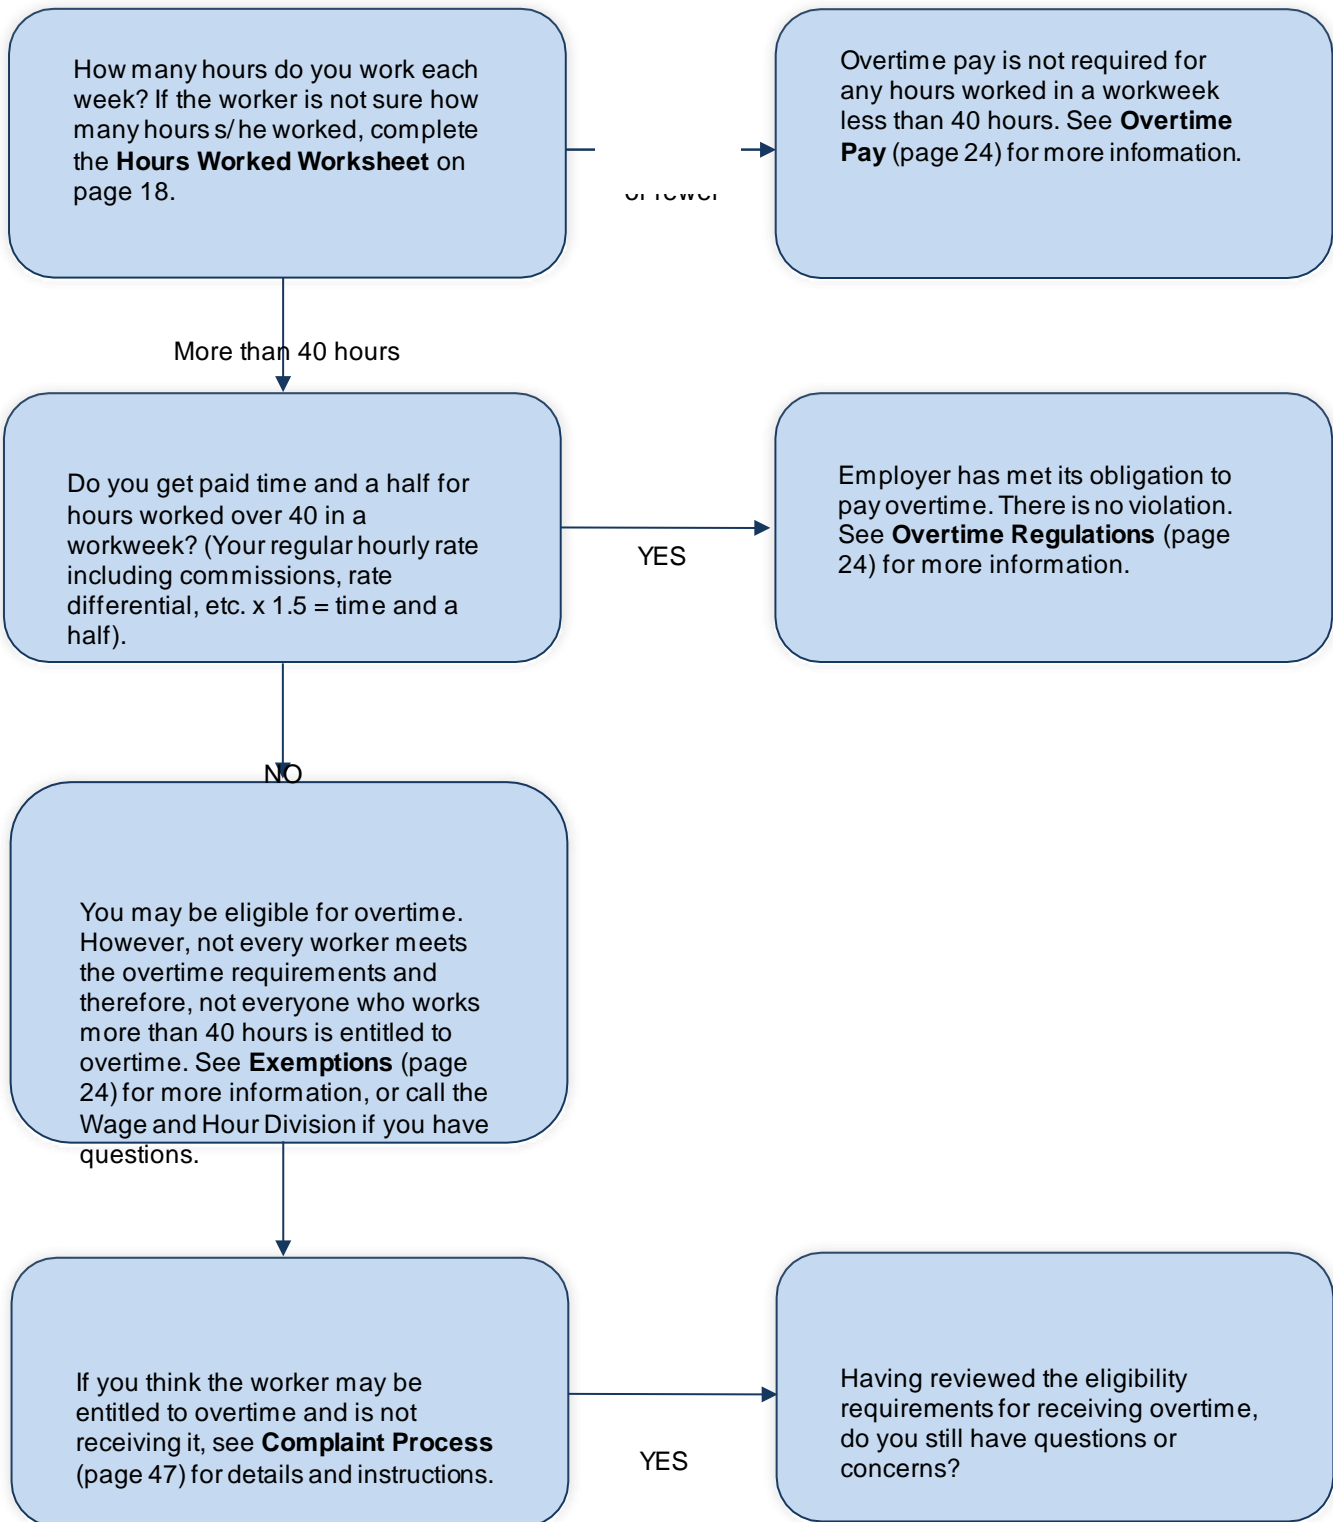 How many hours do you work each
week? If the worker is not sure how
many hours s/he worked, complete
the Hours Worked Worksheet on
page 18.
Overtime pay is not required for
any hours worked in a workweek
less than 40 hours. See Overtime
Pay (page 24) for more information.
More than 40 hours
Do you get paid time and a half for
hours worked over 40 in a
workweek? (Your regular hourly rate
including commissions, rate
differential, etc. x 1.5 = time and a
half).
YES
Employer has met its obligation to
pay overtime. There is no violation.
See Overtime Regulations (page
24) for more information.
NO
You may be eligible for overtime.
However, not every worker meets
the overtime requirements and
therefore, not everyone who works
more than 40 hours is entitled to
overtime. See Exemptions (page
24) for more information, or call the
Wage and Hour Division if you have
questions.
If you think the worker may be
entitled to overtime and is not
receiving it, see Complaint Process
(page 47) for details and instructions.
YES
Having reviewed the eligibility
requirements for receiving overtime,
do you still have questions or
concerns?